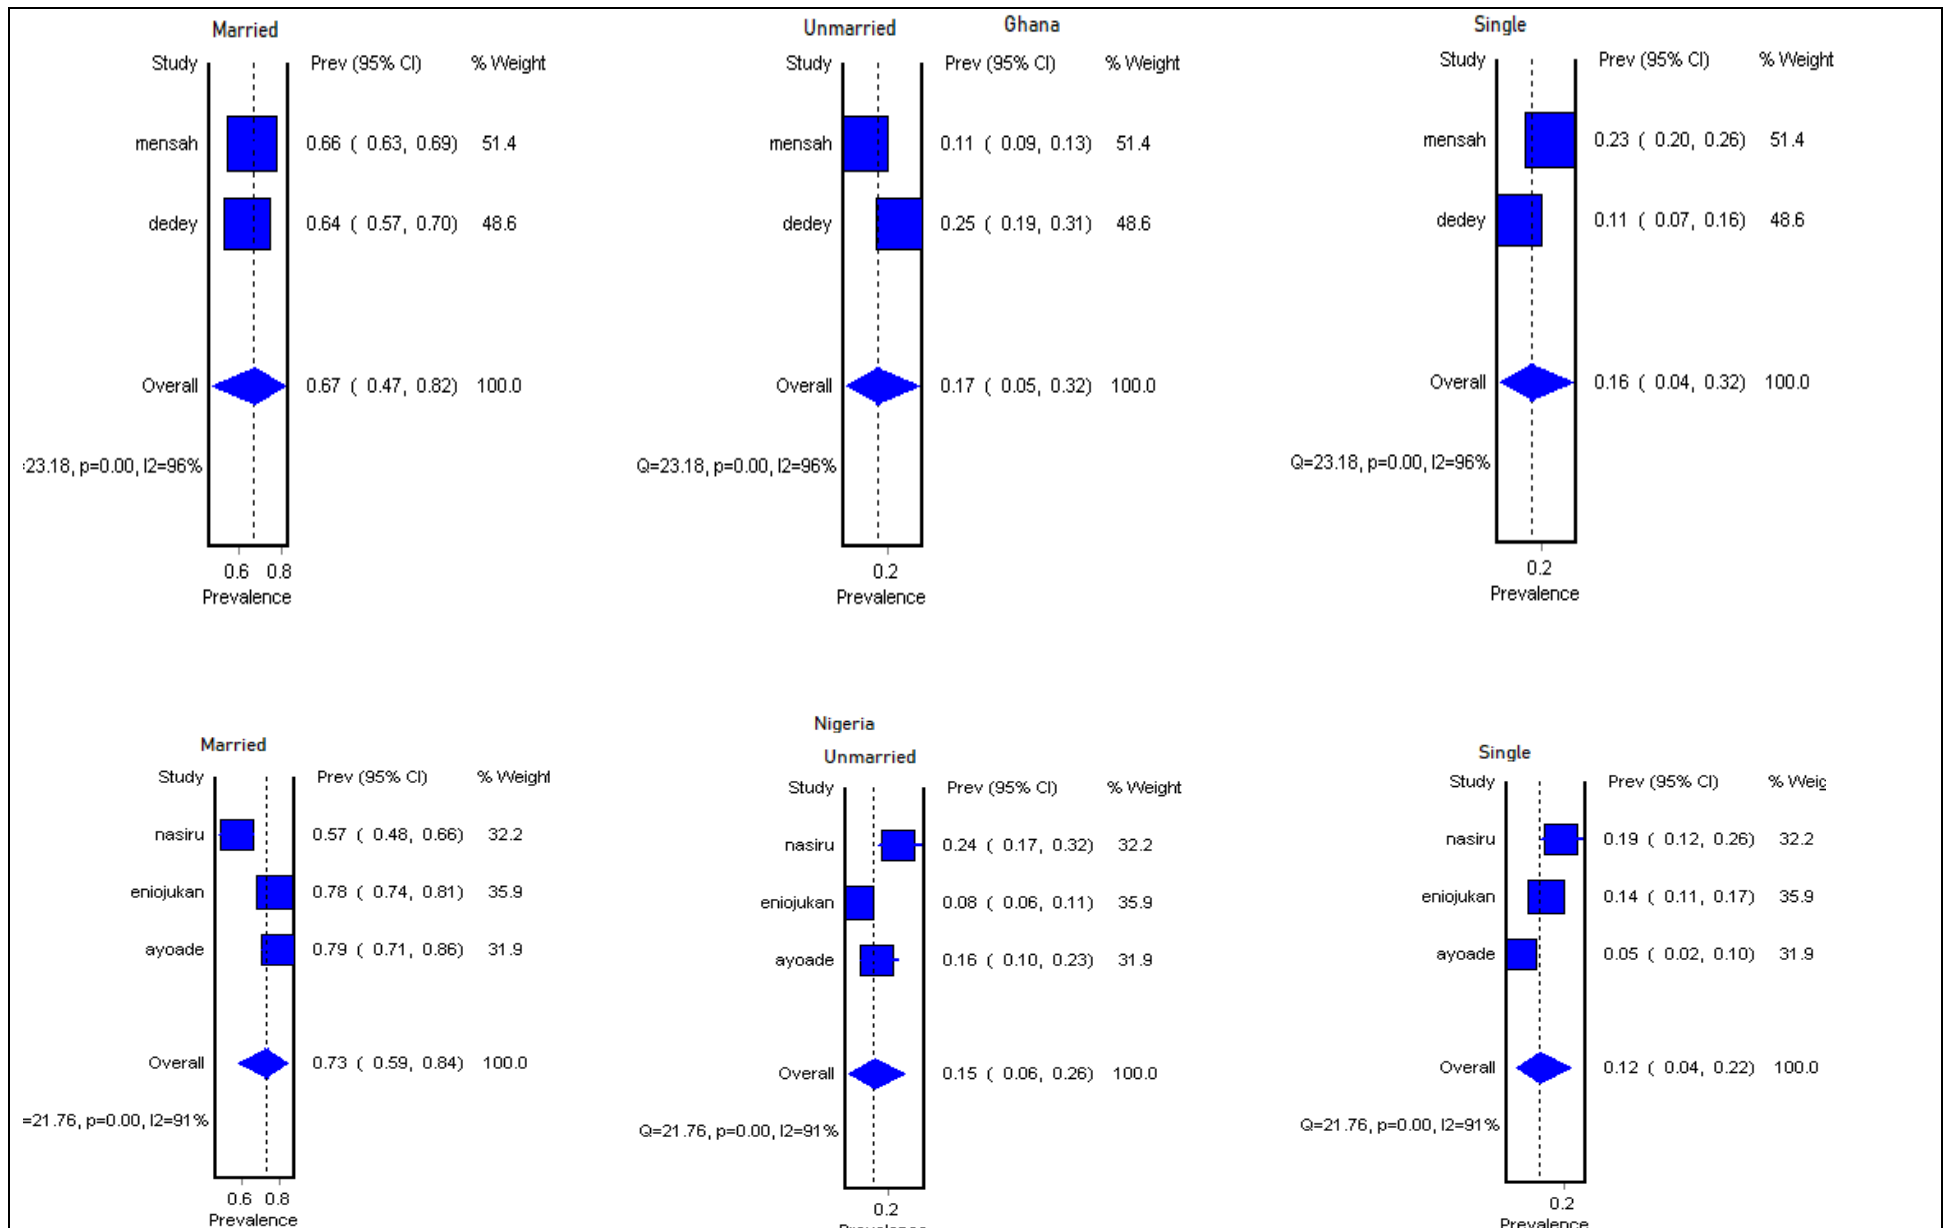 Ghana
Married
Study Prev (95% CI) % Weight
mensah 0.66 ( 0.63, 0.69) 51.4
dedey 0.64 ( 0.57, 0.70) 48.6
Overall 0.67 ( 0.47, 0.82) 100.0
=23.18, p=0.00, I2=96%
0.6 0.8
Prevalence
Unmarried
Study Prev (95% CI) % Weight
mensah 0.11 ( 0.09, 0.13) 51.4
dedey 0.25 ( 0.19, 0.31) 48.6
Overall 0.17 ( 0.05, 0.32) 100.0
Q=23.18, p=0.00, I2=96%
0.2
Prevalence
Single
Study Prev (95% CI) % Weight
mensah 0.23 ( 0.20, 0.26) 51.4
dedey 0.11 ( 0.07, 0.16) 48.6
Overall 0.16 ( 0.04, 0.32) 100.0
Q=23.18, p=0.00, I2=96%
0.2
Prevalence
Nigeria
Married
Study Prev (95% CI) % Weight
nasiru 0.57 ( 0.48, 0.66) 32.2
eniojukan 0.78 ( 0.74, 0.81) 35.9
ayoade 0.79 ( 0.71, 0.86) 31.9
Overall 0.73 ( 0.59, 0.84) 100.0
=21.76, p=0.00, I2=91%
0.6 0.8
Prevalence
Unmarried
Study Prev (95% CI) % Weight
nasiru 0.24 ( 0.17, 0.32) 32.2
eniojukan 0.08 ( 0.06, 0.11) 35.9
ayoade 0.16 ( 0.10, 0.23) 31.9
Overall 0.15 ( 0.06, 0.26) 100.0
Q=21.76, p=0.00, I2=91%
0.2
Prevalence
Single
Study Prev (95% CI) % Weig
nasiru 0.19 ( 0.12, 0.26) 32.2
eniojukan 0.14 ( 0.11, 0.17) 35.9
ayoade 0.05 ( 0.02, 0.10) 31.9
Overall 0.12 ( 0.04, 0.22) 100.0
Q=21.76, p=0.00, I2=91%
0.2
Prevalence